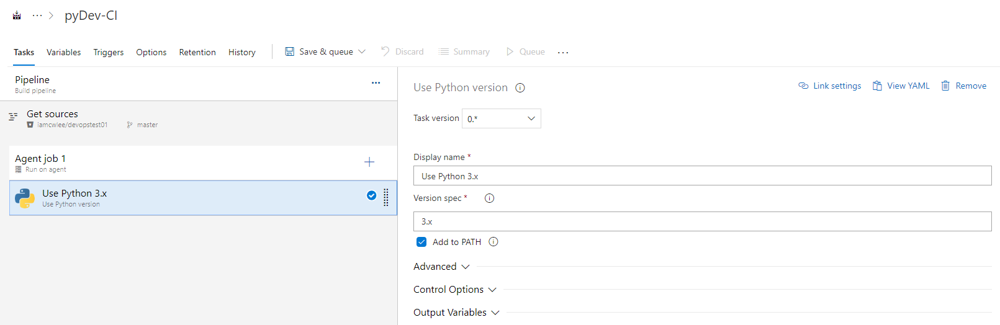 ··· > pyDev-CI
Tasks Variables Triggers Options Retention History Save & queue Discard Summary Queue ···
Pipeline ···
Build pipeline
Get sources
iamcwlee/devopstest01 master
Agent job 1
Run on agent
Use Python 3.x
Use Python version
Use Python version
Link settings View YAML Remove
Task version 0.*
Display name *
Use Python 3.x
Version spec *
3.x
Add to PATH
Advanced
Control Options
Output Variables